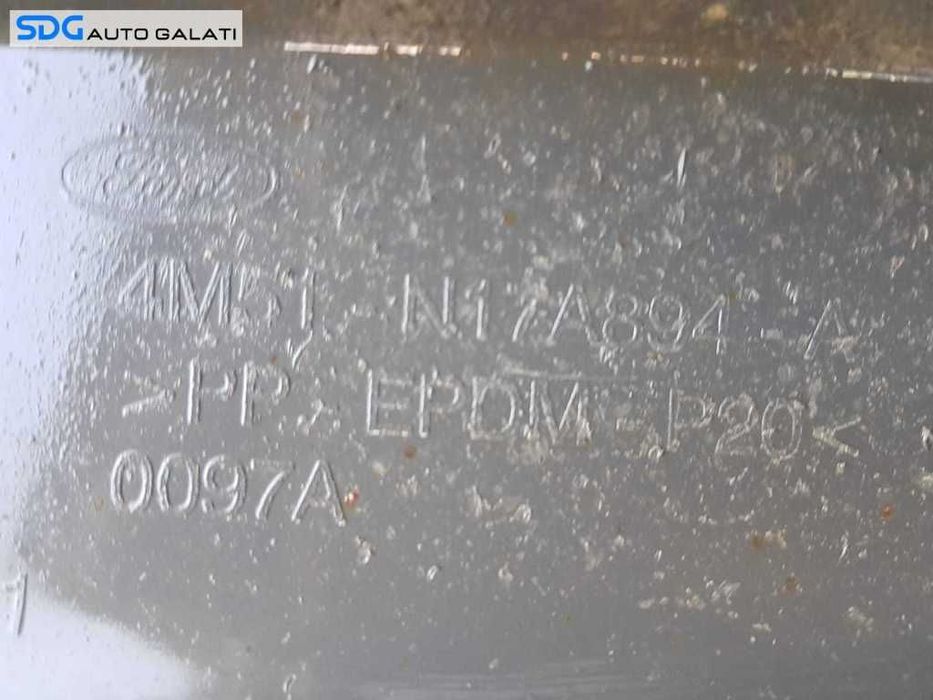 SDG AUTO GALATI
Ford
4M51-N17A894-A
>PP, EPDM-P20<
0097A